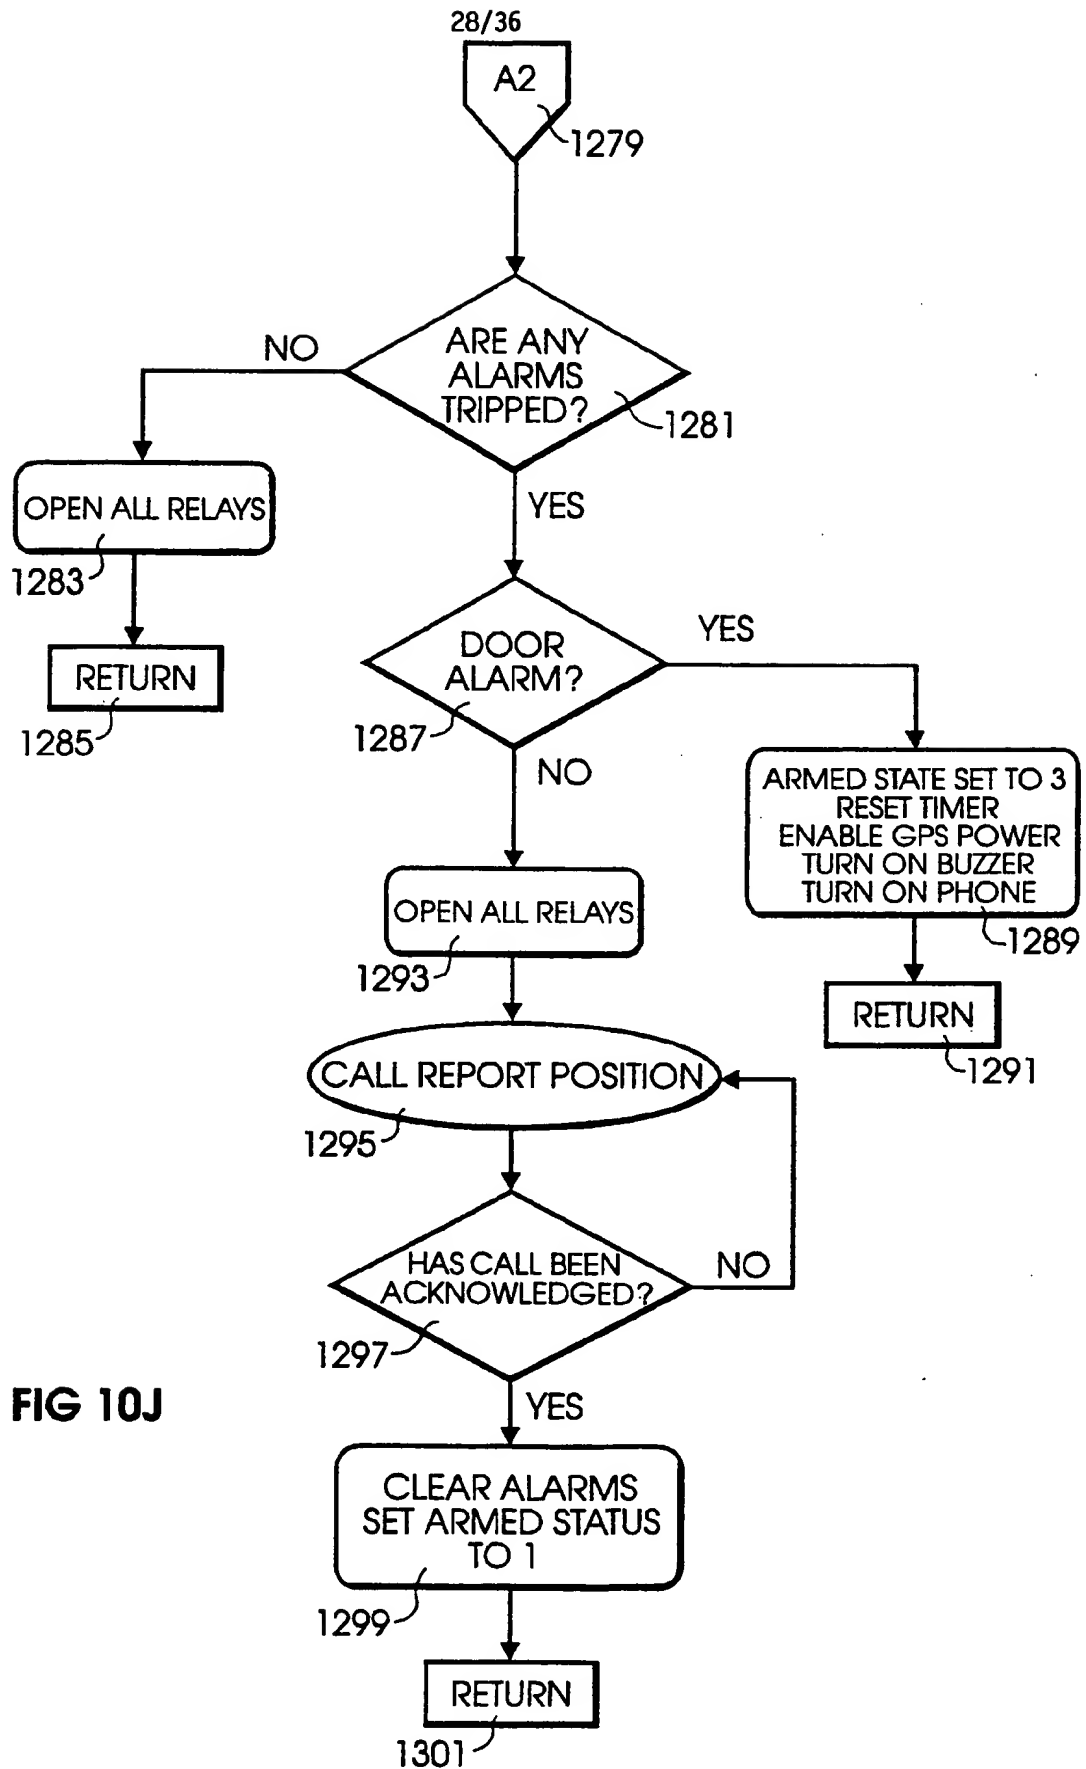 28/36
A2
1279
NO
ARE ANY
ALARMS
TRIPPED?
1281
OPEN ALL RELAYS
1283
YES
RETURN
1285
DOOR
ALARM?
1287
YES
NO
ARMED STATE SET TO 3
RESET TIMER
ENABLE GPS POWER
TURN ON BUZZER
TURN ON PHONE
1289
OPEN ALL RELAYS
1293
RETURN
1291
CALL REPORT POSITION
1295
HAS CALL BEEN
ACKNOWLEDGED?
NO
1297
FIG 10J
YES
CLEAR ALARMS
SET ARMED STATUS
TO 1
1299
RETURN
1301